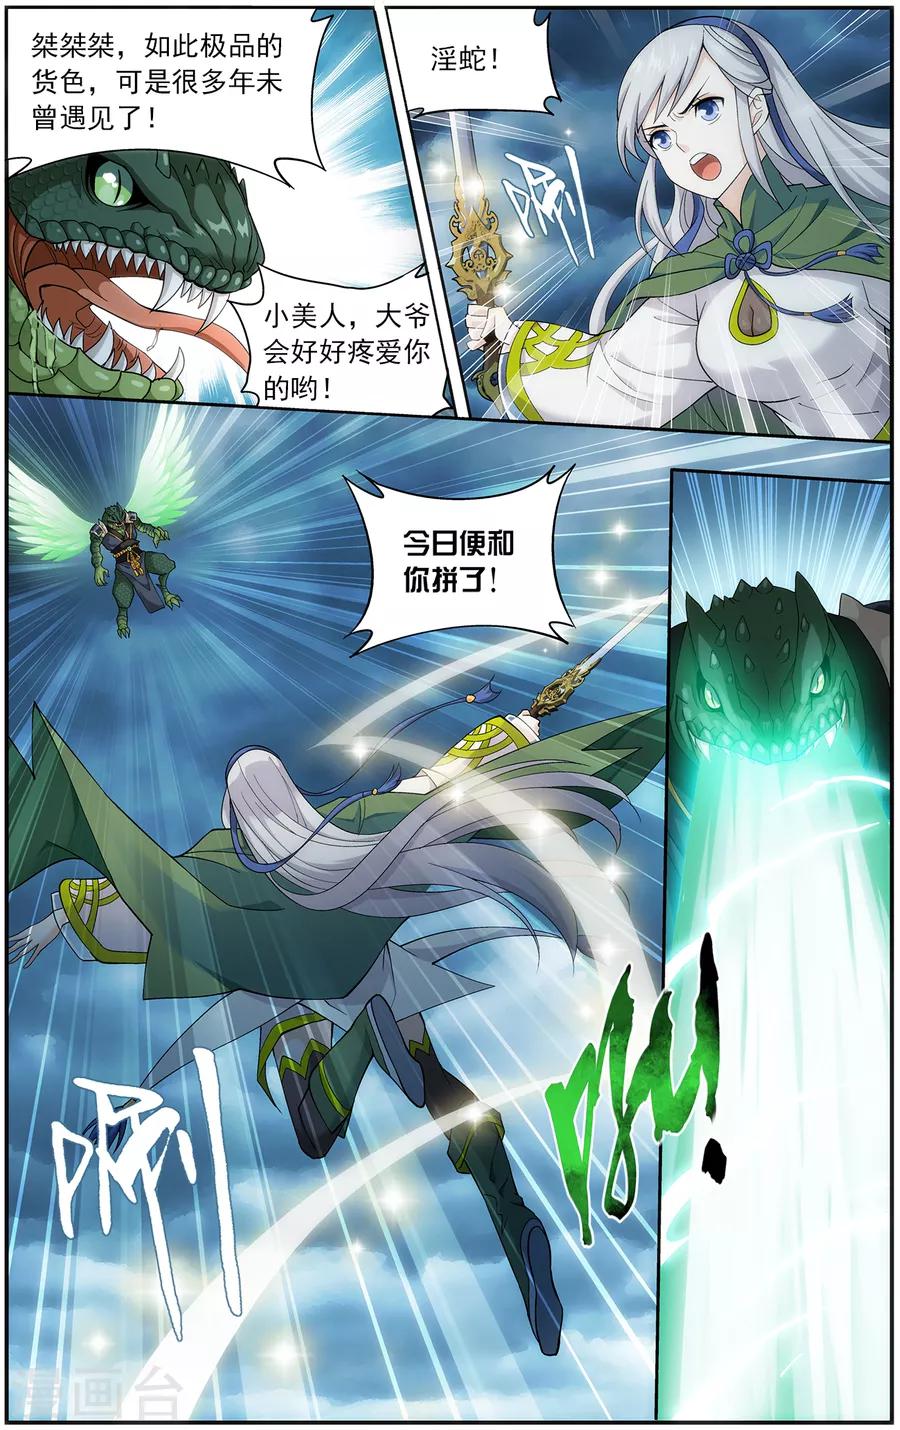 桀桀桀，如此极品的
货色，可是很多年未
曾遇见了！
小美人，大爷
会好好疼爱你
的哟！
淫蛇！
唰
今日便和
你拼了！
唰
漫画台